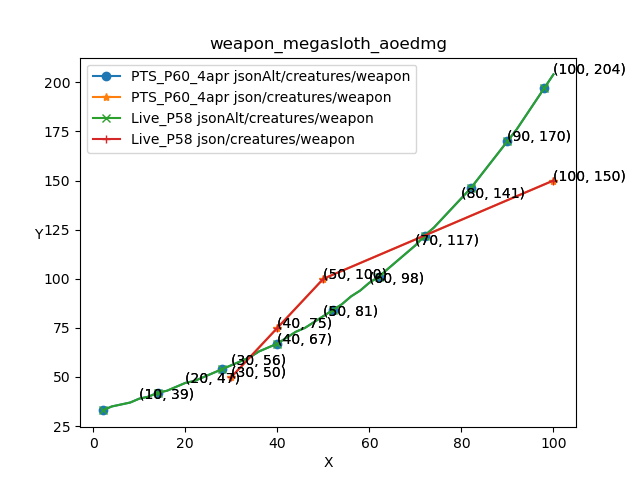 weapon_megasloth_aoedmg
PTS_P60_4apr jsonAlt/creatures/weapon
PTS_P60_4apr json/creatures/weapon
Live_P58 jsonAlt/creatures/weapon
Live_P58 json/creatures/weapon
(100, 204)
200
175
(90, 170)
150
(100, 150)
(80, 141)
125
Y
(70, 117)
100
(50, 100)
(60, 98)
(50, 81)
75
(40, 75)
(40, 67)
(30, 56)
50
(20, 47)
(30, 50)
(10, 39)
25
0 20 40 60 80 100
X